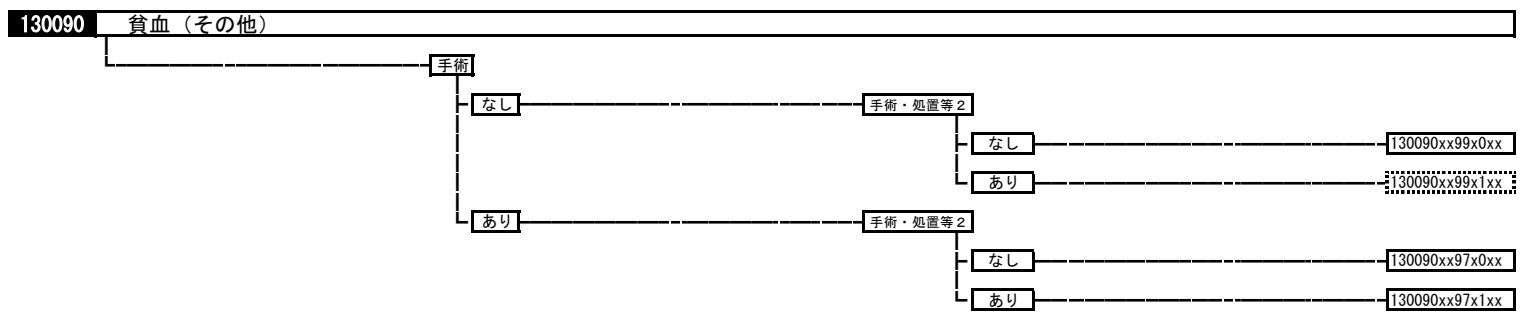 130090 貧血（その他）
手術
なし 手術・処置等２
なし 130090xx99x0xx
あり 130090xx99x1xx
あり 手術・処置等２
なし 130090xx97x0xx
あり 130090xx97x1xx